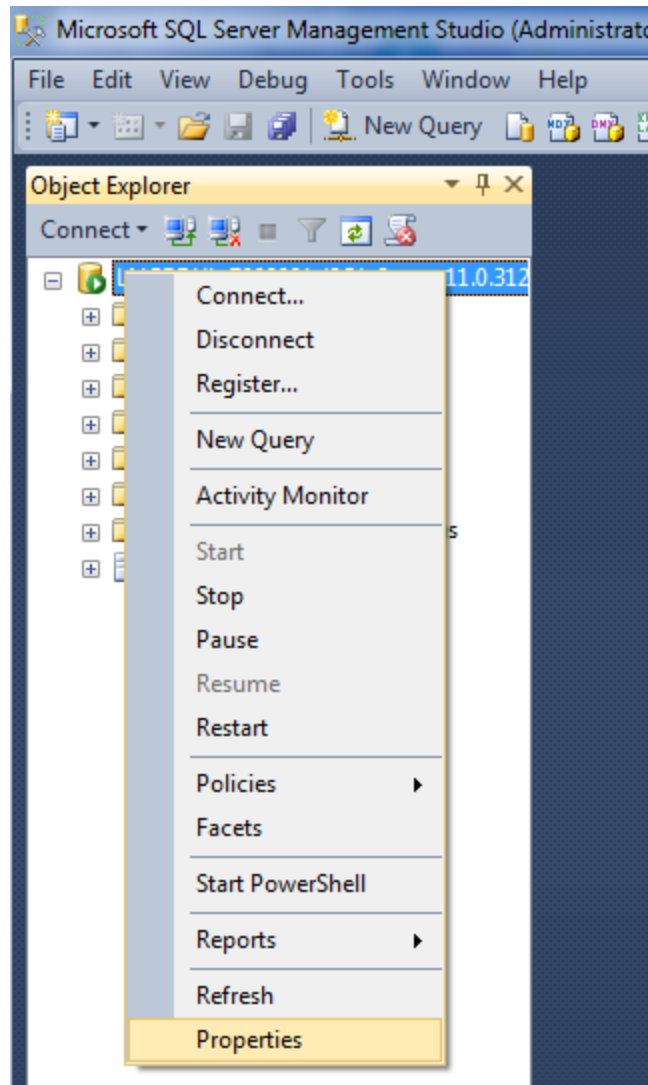 Microsoft SQL Server Management Studio (Administrato
File Edit View Debug Tools Window Help
New Query
Object Explorer
Connect
11.0.312
Connect...
Disconnect
Register...
New Query
Activity Monitor
s
Start
Stop
Pause
Resume
Restart
Policies
Facets
Start PowerShell
Reports
Refresh
Properties